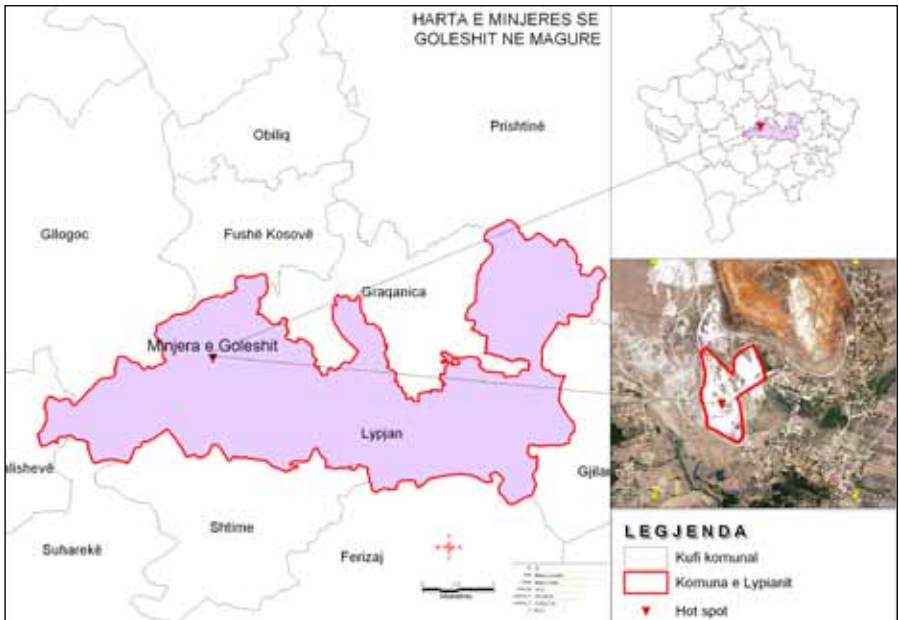 HARTA E MINJERES SE
GOLESHIT NE MAGURE
Obiliq
Prishtinë
Gllogoc
Fushë Kosovë
Graqanica
Minjera e Goleshit
Lypjan
alishevë
Gjilan
Shtime
Suharekë
Ferizaj
LEGJENDA
Kufi komunal
Komuna e Lypianit
Hot spot